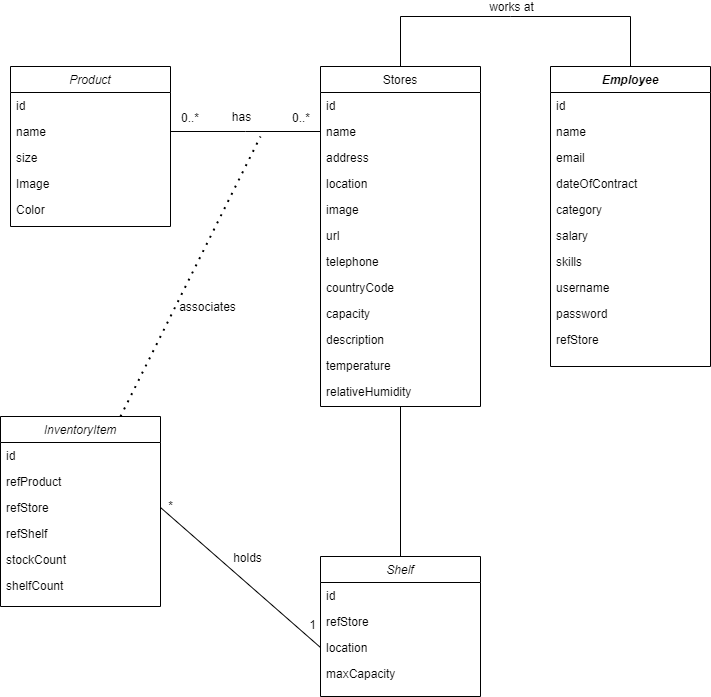 works at
Product
id
name
size
Image
Color
0..*
has
0..*
Stores
id
name
address
location
image
url
telephone
countryCode
capacity
description
temperature
relativeHumidity
Employee
id
name
email
dateOfContract
category
salary
skills
username
password
refStore
associates
InventoryItem
id
refProduct
refStore
refShelf
stockCount
shelfCount
*
holds
1
Shelf
id
refStore
location
maxCapacity